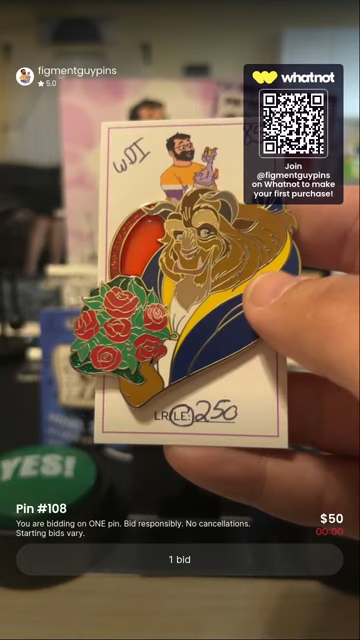 figmentguypins
★ 5.0
whatnot
Join
@figmentguypins
on Whatnot to make
your first purchase!
WDI
LR/LE: 250
YES!
Pin #108
You are bidding on ONE pin. Bid responsibly. No cancellations.
Starting bids vary.
$50
00:00
1 bid